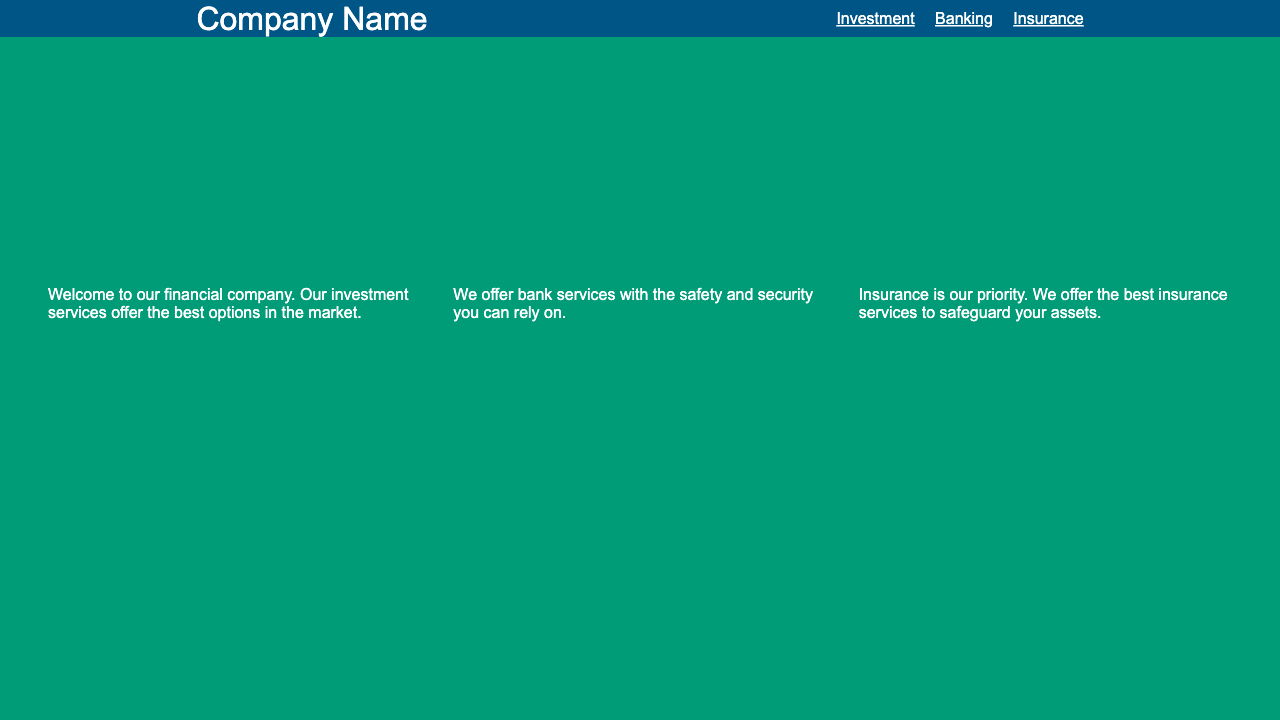 Company Name
Investment Banking Insurance
Welcome to our financial company. Our investment
services offer the best options in the market.
We offer bank services with the safety and security
you can rely on.
Insurance is our priority. We offer the best insurance
services to safeguard your assets.